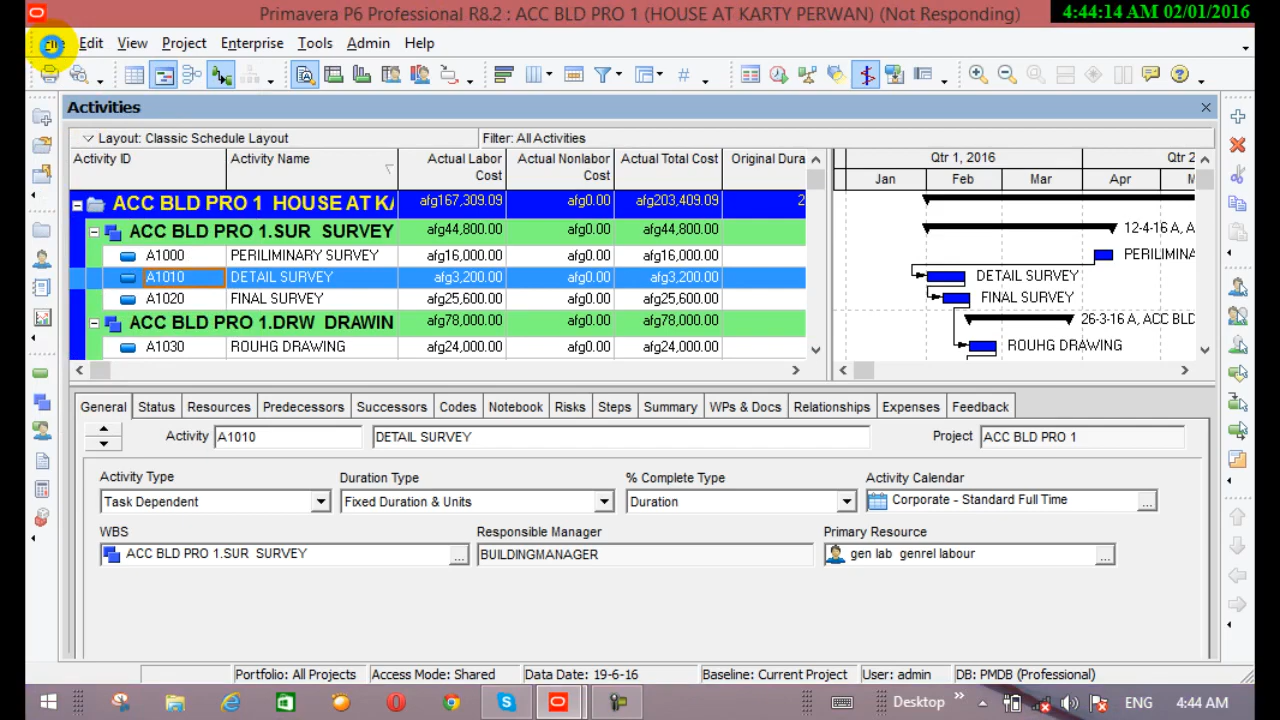 Primavera P6 Professional R8.2 : ACC BLD PRO 1 (HOUSE AT KARTY PERWAN) (Not Responding)
4:44:14 AM 02/01/2016
File Edit View Project Enterprise Tools Admin Help
Activities
Layout: Classic Schedule Layout
Filter: All Activities
Activity ID
Activity Name
Actual Labor Cost
Actual Nonlabor Cost
Actual Total Cost
Original Dura
Qtr 1, 2016
Qtr 2
Jan Feb Mar Apr M
ACC BLD PRO 1 HOUSE AT KA afg167,309.09 afg0.00 afg203,409.09 2
ACC BLD PRO 1.SUR SURVEY afg44,800.00 afg0.00 afg44,800.00
12-4-16 A, A
A1000 PERILIMINARY SURVEY afg16,000.00 afg0.00 afg16,000.00
PERILIMINA
A1010 DETAIL SURVEY afg3,200.00 afg0.00 afg3,200.00
DETAIL SURVEY
A1020 FINAL SURVEY afg25,600.00 afg0.00 afg25,600.00
FINAL SURVEY
ACC BLD PRO 1.DRW DRAWIN afg78,000.00 afg0.00 afg78,000.00
26-3-16 A, ACC BLD
A1030 ROUHG DRAWING afg24,000.00 afg0.00 afg24,000.00
ROUHG DRAWING
General Status Resources Predecessors Successors Codes Notebook Risks Steps Summary WPs & Docs Relationships Expenses Feedback
Activity A1010 DETAIL SURVEY Project ACC BLD PRO 1
Activity Type Duration Type % Complete Type Activity Calendar
Task Dependent Fixed Duration & Units Duration Corporate - Standard Full Time
WBS Responsible Manager Primary Resource
ACC BLD PRO 1.SUR SURVEY BUILDINGMANAGER gen lab genrel labour
Portfolio: All Projects Access Mode: Shared Data Date: 19-6-16 Baseline: Current Project User: admin DB: PMDB (Professional)
Desktop ENG 4:44 AM